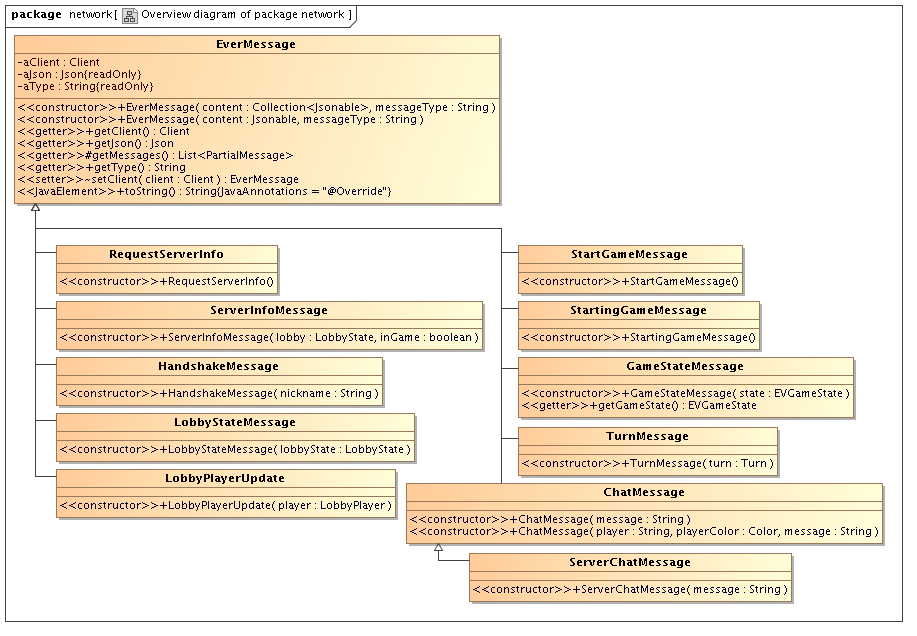 package network[ Overview diagram of package network ]
EverMessage
-aClient : Client
-aJson : Json{readOnly}
-aType : String{readOnly}
<<constructor>>+EverMessage( content : Collection<Jsonable>, messageType : String )
<<constructor>>+EverMessage( content : Jsonable, messageType : String )
<<getter>>+getClient() : Client
<<getter>>+getJson() : Json
<<getter>>#getMessages() : List<PartialMessage>
<<getter>>+getType() : String
<<setter>>~setClient( client : Client ) : EverMessage
<<JavaElement>>+toString() : String{JavaAnnotations = "@Override"}
RequestServerInfo
<<constructor>>+RequestServerInfo()
ServerInfoMessage
<<constructor>>+ServerInfoMessage( lobby : LobbyState, inGame : boolean )
HandshakeMessage
<<constructor>>+HandshakeMessage( nickname : String )
LobbyStateMessage
<<constructor>>+LobbyStateMessage( lobbyState : LobbyState )
LobbyPlayerUpdate
<<constructor>>+LobbyPlayerUpdate( player : LobbyPlayer )
StartGameMessage
<<constructor>>+StartGameMessage()
StartingGameMessage
<<constructor>>+StartingGameMessage()
GameStateMessage
<<constructor>>+GameStateMessage( state : EVGameState )
<<getter>>+getGameState() : EVGameState
TurnMessage
<<constructor>>+TurnMessage( turn : Turn )
ChatMessage
<<constructor>>+ChatMessage( message : String )
<<constructor>>+ChatMessage( player : String, playerColor : Color, message : String )
ServerChatMessage
<<constructor>>+ServerChatMessage( message : String )